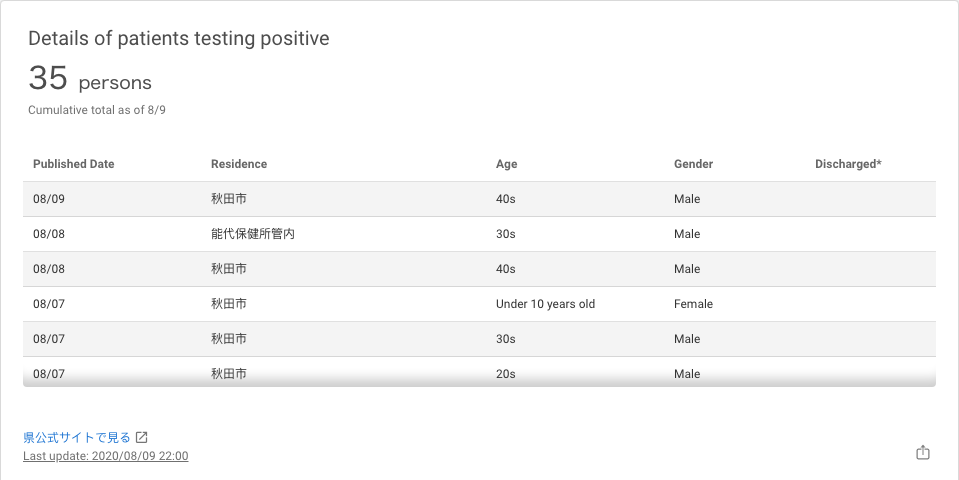 Details of patients testing positive
35 persons
Cumulative total as of 8/9
Published Date Residence Age Gender Discharged*
08/09 秋田市 40s Male
08/08 能代保健所管内 30s Male
08/08 秋田市 40s Male
08/07 秋田市 Under 10 years old Female
08/07 秋田市 30s Male
08/07 秋田市 20s Male
県公式サイトで見る
Last update: 2020/08/09 22:00